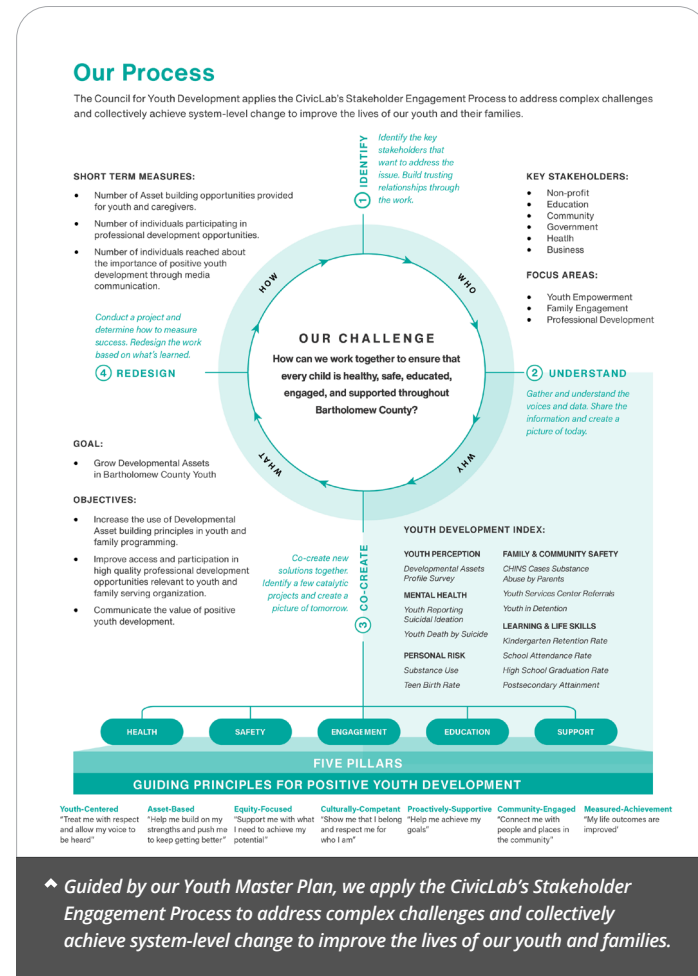 Our Process
The Council for Youth Development applies the CivicLab's Stakeholder Engagement Process to address complex challenges
and collectively achieve system-level change to improve the lives of our youth and their families.
1 IDENTIFY
Identify the key
stakeholders that
want to address the
issue. Build trusting
relationships through
the work.
SHORT TERM MEASURES:
• Number of Asset building opportunities provided
for youth and caregivers.
• Number of individuals participating in
professional development opportunities.
• Number of individuals reached about
the importance of positive youth
development through media
communication.
KEY STAKEHOLDERS:
• Non-profit
• Education
• Community
• Government
• Heatlh
• Business
FOCUS AREAS:
• Youth Empowerment
• Family Engagement
• Professional Development
HOW
WHO
WHY
WHAT
OUR CHALLENGE
How can we work together to ensure that
every child is healthy, safe, educated,
engaged, and supported throughout
Bartholomew County?
Conduct a project and
determine how to measure
success. Redesign the work
based on what's learned.
4 REDESIGN
2 UNDERSTAND
Gather and understand the
voices and data. Share the
information and create a
picture of today.
GOAL:
• Grow Developmental Assets
in Bartholomew County Youth
OBJECTIVES:
• Increase the use of Developmental
Asset building principles in youth and
family programming.
• Improve access and participation in
high quality professional development
opportunities relevant to youth and
family serving organization.
• Communicate the value of positive
youth development.
Co-create new
solutions together.
Identify a few catalytic
projects and create a
picture of tomorrow.
3 CO-CREATE
YOUTH DEVELOPMENT INDEX:
YOUTH PERCEPTION
Developmental Assets
Profile Survey
MENTAL HEALTH
Youth Reporting
Suicidal Ideation
Youth Death by Suicide
PERSONAL RISK
Substance Use
Teen Birth Rate
FAMILY & COMMUNITY SAFETY
CHINS Cases Substance
Abuse by Parents
Youth Services Center Referrals
Youth in Detention
LEARNING & LIFE SKILLS
Kindergarten Retention Rate
School Attendance Rate
High School Graduation Rate
Postsecondary Attainment
HEALTH
SAFETY
ENGAGEMENT
EDUCATION
SUPPORT
FIVE PILLARS
GUIDING PRINCIPLES FOR POSITIVE YOUTH DEVELOPMENT
Youth-Centered
"Treat me with respect
and allow my voice to
be heard"
Asset-Based
"Help me build on my
strengths and push me
to keep getting better"
Equity-Focused
"Support me with what
I need to achieve my
potential"
Culturally-Competant
"Show me that I belong
and respect me for
who I am"
Proactively-Supportive
"Help me achieve my
goals"
Community-Engaged
"Connect me with
people and places in
the community"
Measured-Achievement
"My life outcomes are
improved'
Guided by our Youth Master Plan, we apply the CivicLab's Stakeholder
Engagement Process to address complex challenges and collectively
achieve system-level change to improve the lives of our youth and families.